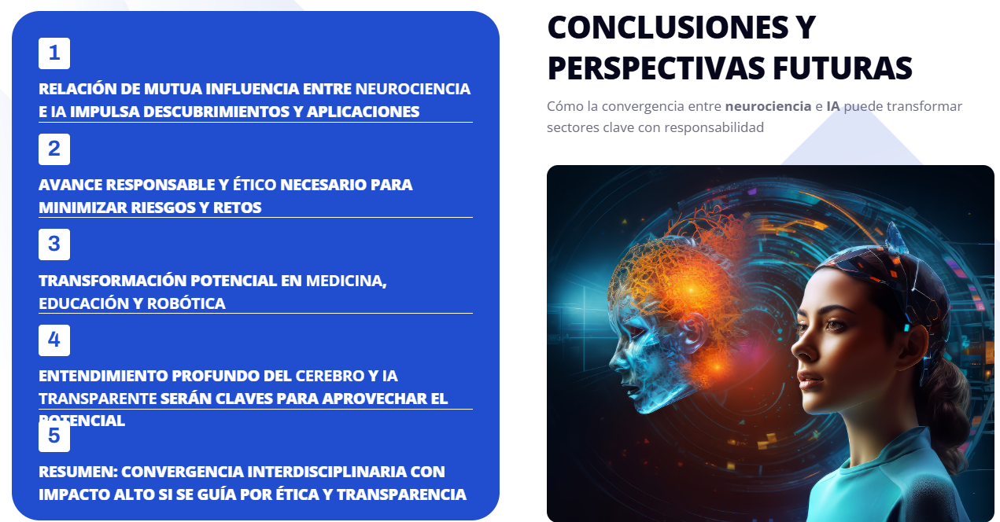 1
RELACIÓN DE MUTUA INFLUENCIA ENTRE NEUROCIENCIA
E IA IMPULSA DESCUBRIMIENTOS Y APLICACIONES
2
AVANCE RESPONSABLE Y ÉTICO NECESARIO PARA
MINIMIZAR RIESGOS Y RETOS
3
TRANSFORMACIÓN POTENCIAL EN MEDICINA,
EDUCACIÓN Y ROBÓTICA
4
ENTENDIMIENTO PROFUNDO DEL CEREBRO Y IA
TRANSPARENTE SERÁN CLAVES PARA APROVECHAR EL
POTENCIAL
5
RESUMEN: CONVERGENCIA INTERDISCIPLINARIA CON
IMPACTO ALTO SI SE GUÍA POR ÉTICA Y TRANSPARENCIA
CONCLUSIONES Y
PERSPECTIVAS FUTURAS
Cómo la convergencia entre neurociencia e IA puede transformar
sectores clave con responsabilidad